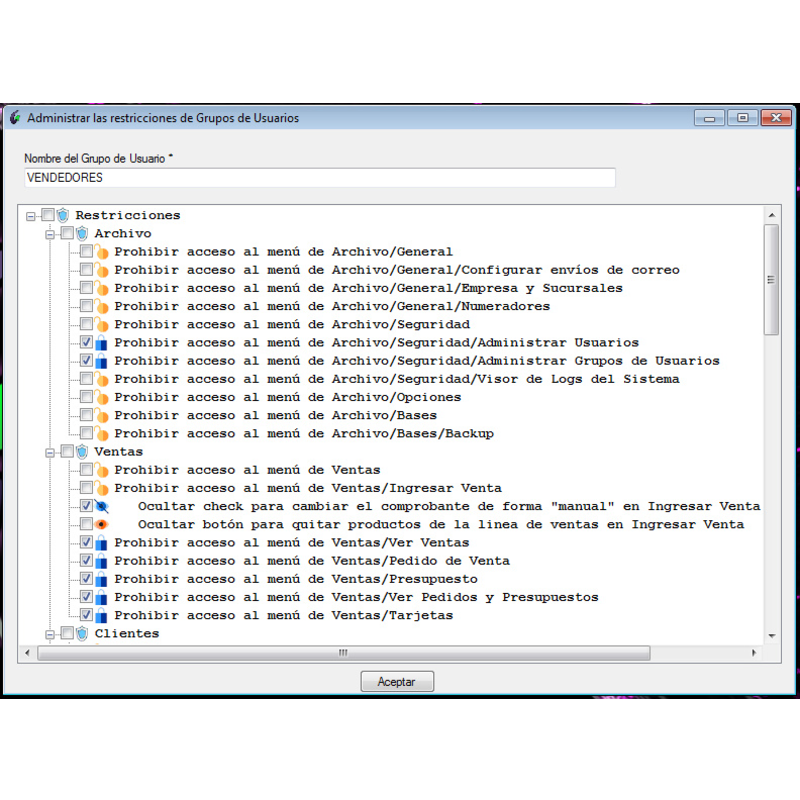 Administrar las restricciones de Grupos de Usuarios
Nombre del Grupo de Usuario *
VENDEDORES
Restricciones
Archivo
Prohibir acceso al menú de Archivo/General
Prohibir acceso al menú de Archivo/General/Configurar envíos de correo
Prohibir acceso al menú de Archivo/General/Empresa y Sucursales
Prohibir acceso al menú de Archivo/General/Numeradores
Prohibir acceso al menú de Archivo/Seguridad
Prohibir acceso al menú de Archivo/Seguridad/Administrar Usuarios
Prohibir acceso al menú de Archivo/Seguridad/Administrar Grupos de Usuarios
Prohibir acceso al menú de Archivo/Seguridad/Visor de Logs del Sistema
Prohibir acceso al menú de Archivo/Opciones
Prohibir acceso al menú de Archivo/Bases
Prohibir acceso al menú de Archivo/Bases/Backup
Ventas
Prohibir acceso al menú de Ventas
Prohibir acceso al menú de Ventas/Ingresar Venta
Ocultar check para cambiar el comprobante de forma "manual" en Ingresar Venta
Ocultar botón para quitar productos de la linea de ventas en Ingresar Venta
Prohibir acceso al menú de Ventas/Ver Ventas
Prohibir acceso al menú de Ventas/Pedido de Venta
Prohibir acceso al menú de Ventas/Presupuesto
Prohibir acceso al menú de Ventas/Ver Pedidos y Presupuestos
Prohibir acceso al menú de Ventas/Tarjetas
Clientes
Aceptar